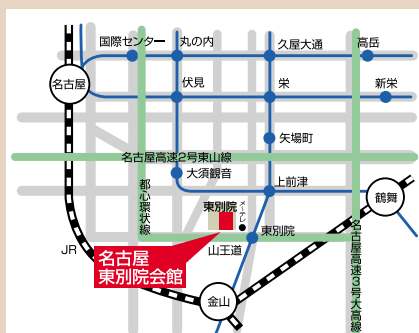 国際センター
丸の内
久屋大通
高岳
名古屋
伏見
栄
新栄
矢場町
名古屋高速2号東山線
大須観音
上前津
都心環状線
鶴舞
東別院
メーテレ
東別院
名古屋高速3号大高線
山王道
JR
名古屋
東別院会館
金山